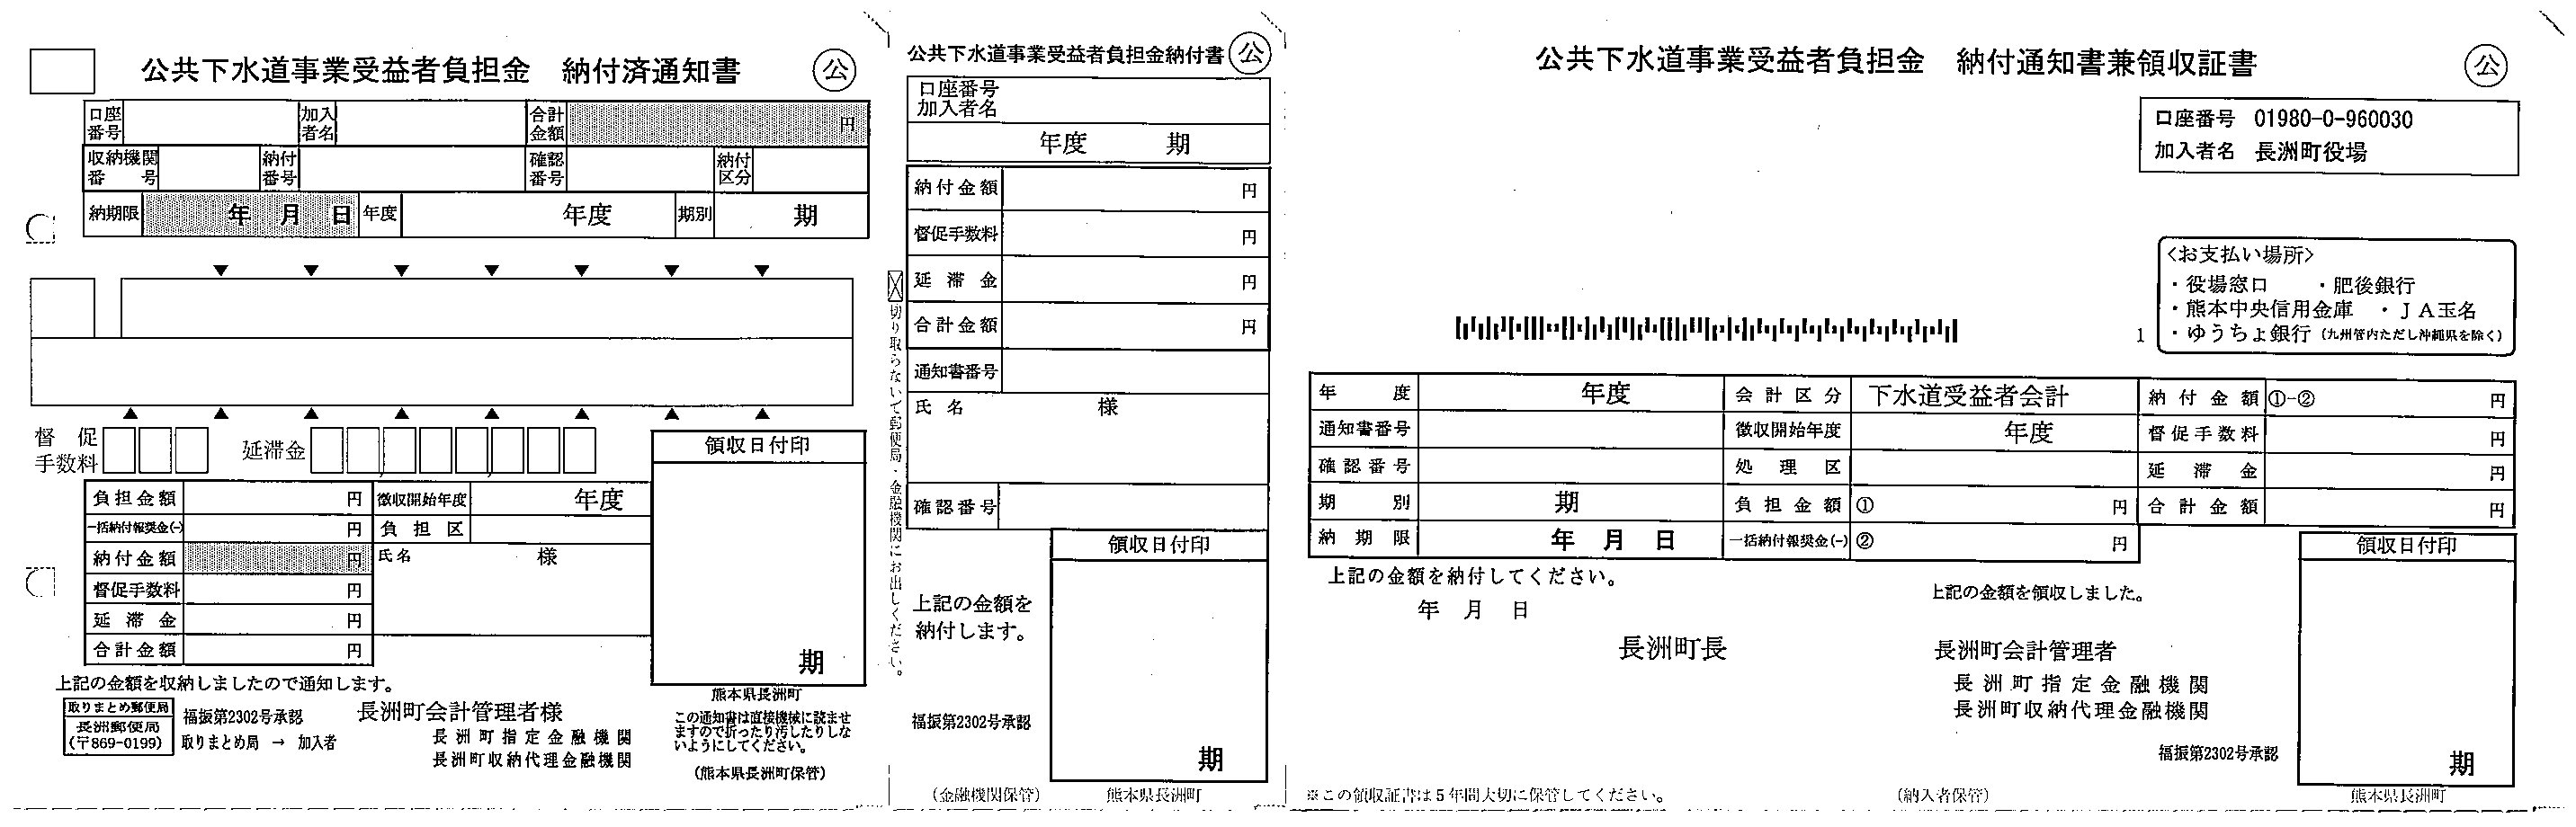 公共下水道事業受益者負担金 納付済通知書 公
口座番号 加入者名 合計金額 円
収納機関番号 納付番号 確認番号 納付区分
納期限 年 月 日 年度 年度 期別 期
督促手数料 延滞金
領収日付印
負担金額 円 徴収開始年度 年度
一括納付報奨金(-) 円 負担区
納付金額 円 氏名 様
督促手数料 円
延滞金 円
合計金額 円
期
上記の金額を収納しましたので通知します。
熊本県長洲町
取りまとめ郵便局
長洲郵便局
(〒869-0199)
福振第2302号承認
取りまとめ局 → 加入者
長洲町会計管理者様
長洲町指定金融機関
長洲町収納代理金融機関
この通知書は直接機械に読ませ
ますので折ったり汚したりしな
いようにしてください。
(熊本県長洲町保管)
切り取らないで郵便局・金融機関にお出しください。
公共下水道事業受益者負担金納付書 公
口座番号
加入者名
年度 期
納付金額 円
督促手数料 円
延滞金 円
合計金額 円
通知書番号
氏名 様
確認番号
領収日付印
上記の金額を
納付します。
福振第2302号承認
期
(金融機関保管) 熊本県長洲町
公共下水道事業受益者負担金 納付通知書兼領収証書 公
口座番号 01980-0-960030
加入者名 長洲町役場
<お支払い場所>
・役場窓口 ・肥後銀行
・熊本中央信用金庫 ・JA玉名
・ゆうちょ銀行(九州管内ただし沖縄県を除く)
1
年度 年度 会計区分 下水道受益者会計 納付金額 ①-② 円
通知書番号 徴収開始年度 年度 督促手数料 円
確認番号 処理区 延滞金 円
期別 期 負担金額 ① 円 合計金額 円
納期限 年 月 日 一括納付報奨金(-) ② 円
領収日付印
上記の金額を納付してください。
年 月 日
長洲町長
上記の金額を領収しました。
長洲町会計管理者
長洲町指定金融機関
長洲町収納代理金融機関
福振第2302号承認
期
※この領収証書は5年間大切に保管してください。
(納入者保管)
熊本県長洲町